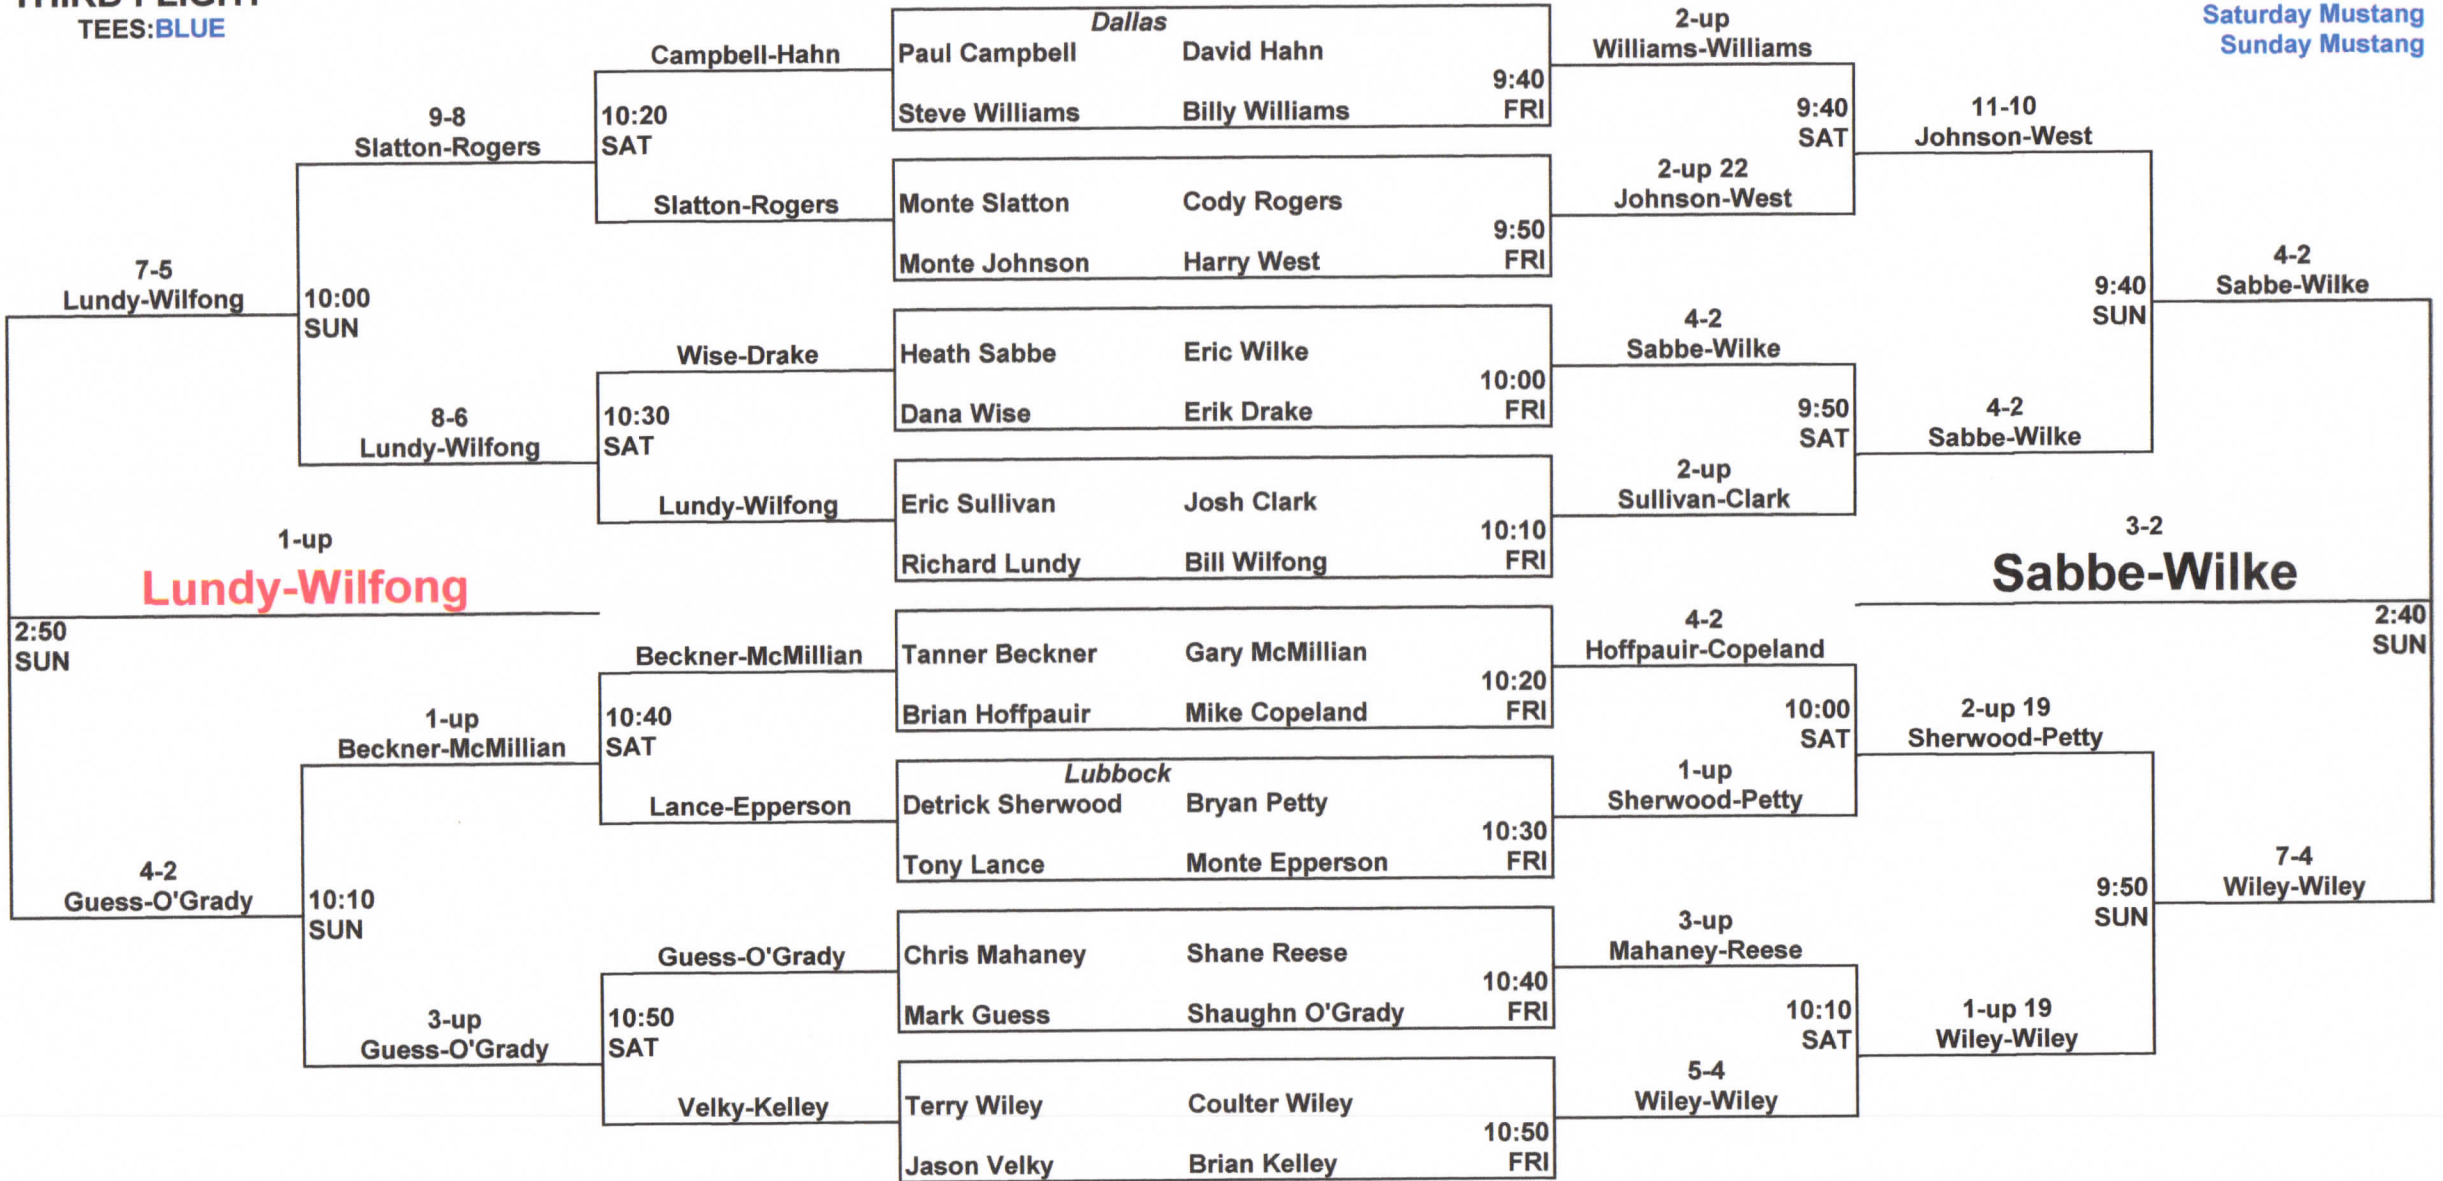 THIRD FLIGHT
TEES:BLUE
Saturday Mustang
Sunday Mustang
7-5
Lundy-Wilfong
1-up
Lundy-Wilfong
2:50
SUN
4-2
Guess-O'Grady
9-8
Slatton-Rogers
10:00
SUN
8-6
Lundy-Wilfong
1-up
Beckner-McMillian
10:10
SUN
3-up
Guess-O'Grady
Campbell-Hahn
10:20
SAT
Slatton-Rogers
Wise-Drake
10:30
SAT
Lundy-Wilfong
Beckner-McMillian
10:40
SAT
Lance-Epperson
Guess-O'Grady
10:50
SAT
Velky-Kelley
Dallas
Paul Campbell David Hahn
9:40
Steve Williams Billy Williams FRI
Monte Slatton Cody Rogers
9:50
Monte Johnson Harry West FRI
Heath Sabbe Eric Wilke
10:00
Dana Wise Erik Drake FRI
Eric Sullivan Josh Clark
10:10
Richard Lundy Bill Wilfong FRI
Tanner Beckner Gary McMillian
10:20
Brian Hoffpauir Mike Copeland FRI
Lubbock
Detrick Sherwood Bryan Petty
10:30
Tony Lance Monte Epperson FRI
Chris Mahaney Shane Reese
10:40
Mark Guess Shaughn O'Grady FRI
Terry Wiley Coulter Wiley
10:50
Jason Velky Brian Kelley FRI
2-up
Williams-Williams
9:40
SAT
2-up 22
Johnson-West
4-2
Sabbe-Wilke
9:50
SAT
2-up
Sullivan-Clark
4-2
Hoffpauir-Copeland
10:00
SAT
1-up
Sherwood-Petty
3-up
Mahaney-Reese
10:10
SAT
5-4
Wiley-Wiley
11-10
Johnson-West
9:40
SUN
4-2
Sabbe-Wilke
2-up 19
Sherwood-Petty
9:50
SUN
1-up 19
Wiley-Wiley
4-2
Sabbe-Wilke
3-2
Sabbe-Wilke
2:40
SUN
7-4
Wiley-Wiley